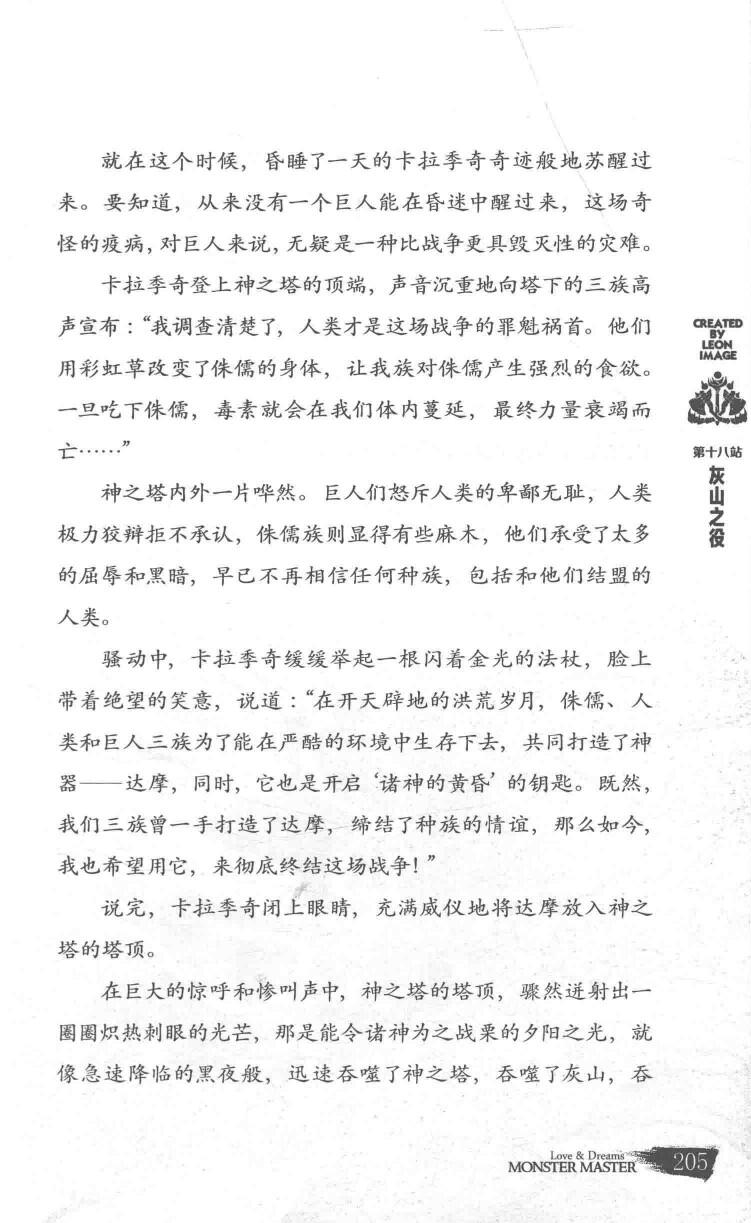 就在这个时候，昏睡了一天的卡拉季奇奇迹般地苏醒过
来。要知道，从来没有一个巨人能在昏迷中醒过来，这场奇
怪的疫病，对巨人来说，无疑是一种比战争更具毁灭性的灾难。
卡拉季奇登上神之塔的顶端，声音沉重地向塔下的三族高
声宣布：“我调查清楚了，人类才是这场战争的罪魁祸首。他们
用彩虹草改变了侏儒的身体，让我族对侏儒产生强烈的食欲。
一旦吃下侏儒，毒素就会在我们体内蔓延，最终力量衰竭而
亡……”
神之塔内外一片哗然。巨人们怒斥人类的卑鄙无耻，人类
极力狡辩拒不承认，侏儒族则显得有些麻木，他们承受了太多
的屈辱和黑暗，早已不再相信任何种族，包括和他们结盟的
人类。
骚动中，卡拉季奇缓缓举起一根闪着金光的法杖，脸上
带着绝望的笑意，说道：“在开天辟地的洪荒岁月，侏儒、人
类和巨人三族为了能在严酷的环境中生存下去，共同打造了神
器——达摩，同时，它也是开启‘诸神的黄昏’的钥匙。既然，
我们三族曾一手打造了达摩，缔结了种族的情谊，那么如今，
我也希望用它，来彻底终结这场战争！”
说完，卡拉季奇闭上眼睛，充满威仪地将达摩放入神之
塔的塔顶。
在巨大的惊呼和惨叫声中，神之塔的塔顶，骤然迸射出一
圈圈炽热刺眼的光芒，那是能令诸神为之战栗的夕阳之光，就
像急速降临的黑夜般，迅速吞噬了神之塔，吞噬了灰山，吞
CREATED
BY
LEON
IMAGE
第十八站
灰山之役
Love & Dreams
MONSTER MASTER
205